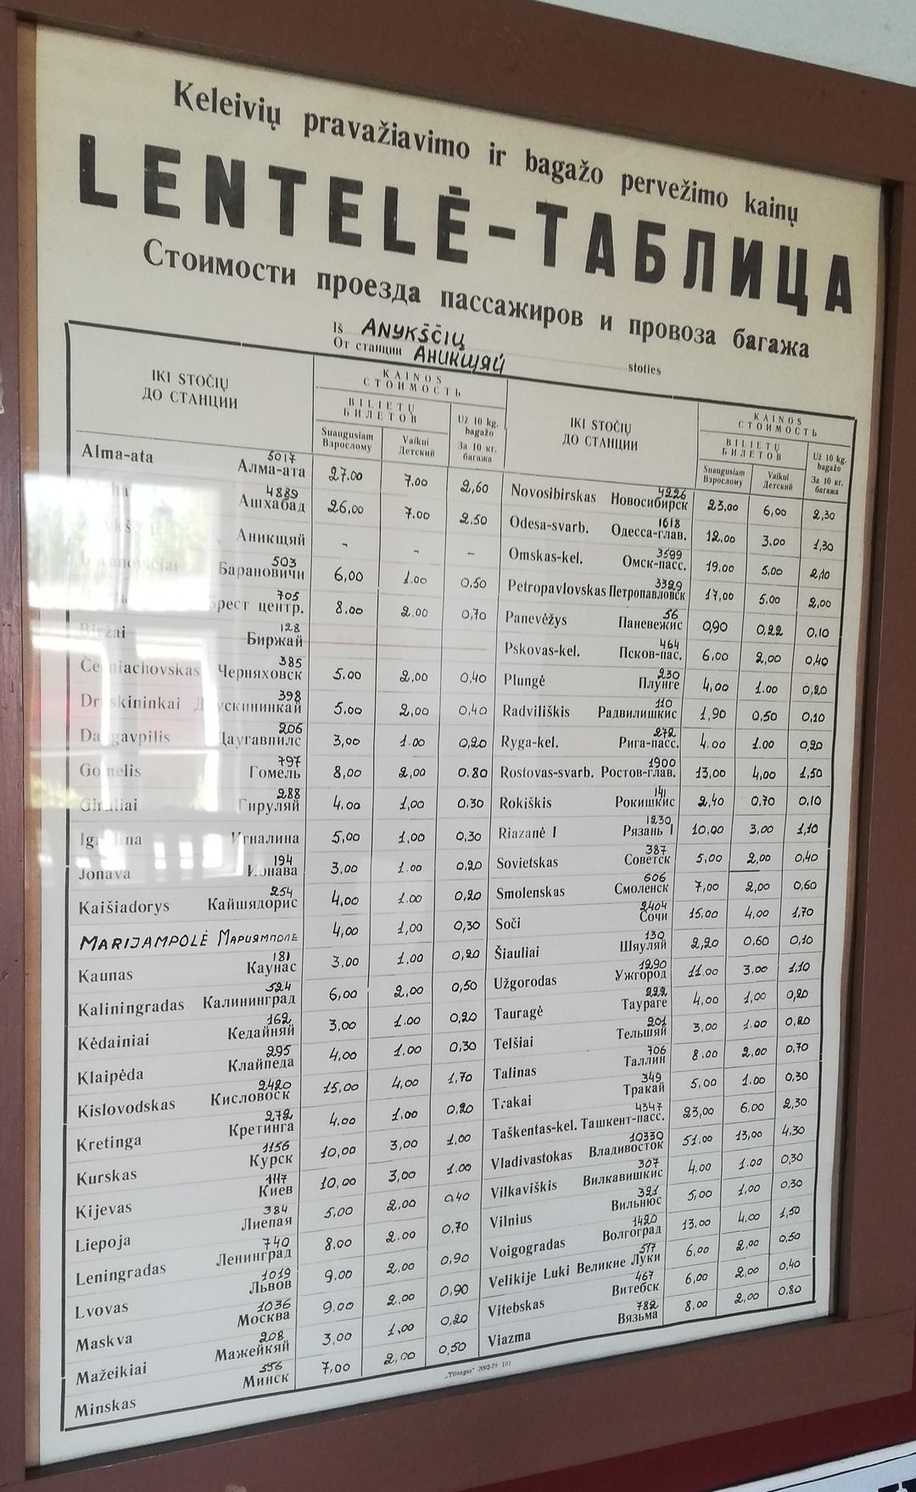 Keleivių pravažiavimo ir bagažo pervežimo kainų
LENTELĖ-ТАБЛИЦА
Стоимости проезда пассажиров и провоза багажа
Iš ANYKŠČIŲ
От станции АНИКЩЯЙ stoties
IKI STOČIŲ
ДО СТАНЦИИ
KAINOS
СТОИМОСТЬ
BILIETŲ
БИЛЕТОВ
Suaugusiam
Взрослому
Vaikui
Детский
Už 10 kg.
bagažo
За 10 кг.
багажа
Alma-ata 5017 Алма-ата 27.00 7.00 2,60
4889 Ашхабад 26,00 7.00 2.50
Аникщяй - - -
503 Барановичи 6,00 1.00 0.50
705 Брест центр. 8.00 2.00 0,70
Biržai 128 Биржай
Černiachovskas 385 Черняховск 5.00 2,00 0,40
Druskininkai 398 Друскининкай 5.00 2,00 0,40
Daugavpilis 206 Даугавпилс 3,00 1.00 0,20
Gomelis 797 Гомель 8,00 2,00 0.80
Giruliai 288 Гируляй 4,00 1,00 0.30
Ignalina Игналина 5,00 1,00 0,30
Jonava 194 Ионава 3,00 1.00 0,20
Kaišiadorys 254 Кайшядорис 4,00 1.00 0,20
MARIJAMPOLĖ МАРИЯМПОЛЕ 4,00 1,00 0,30
Kaunas 181 Каунас 3,00 1.00 0,20
Kaliningradas 524 Калининград 6,00 2,00 0,50
Kėdainiai 162 Кедайняй 3,00 1.00 0,20
Klaipėda 295 Клайпеда 4,00 1.00 0,30
Kislovodskas 2420 Кисловоск 15,00 4,00 1,70
Kretinga 272 Кретинга 4.00 1.00 0.20
Kurskas 1156 Курск 10,00 3,00 1,00
Kijevas 1117 Киев 10,00 3,00 1.00
Liepoja 384 Лиепая 5,00 2.00 0,40
Leningradas 740 Ленинград 8.00 2.00 0,70
Lvovas 1019 Львов 9.00 2,00 0,90
Maskva 1036 Москва 9.00 2,00 0,90
Mažeikiai 208 Мажейкяй 3,00 1,00 0,20
Minskas 556 Минск 7,00 2,00 0,50
IKI STOČIŲ
ДО СТАНЦИИ
KAINOS
СТОИМОСТЬ
BILIETŲ
БИЛЕТОВ
Suaugusiam
Взрослому
Vaikui
Детский
Už 10 kg.
bagažo
За 10 кг.
багажа
Novosibirskas 4226 Новосибирск 23,00 6,00 2,30
Odesa-svarb. 1618 Одесса-глав. 12,00 3,00 1,30
Omskas-kel. 3599 Омск-пасс. 19,00 5,00 2,10
Petropavlovskas 3329 Петропавловск 17,00 5.00 2,00
Panevėžys 56 Паневежис 0,90 0,22 0,10
Pskovas-kel. 464 Псков-пас. 6,00 2,00 0,40
Plungė 230 Плунге 4,00 1.00 0,20
Radviliškis 110 Радвилишкис 1,90 0,50 0,10
Ryga-kel. 272 Рига-пасс. 4.00 1.00 0,20
Rostovas-svarb. 1900 Ростов-глав. 13,00 4,00 1,50
Rokiškis 141 Рокишкис 2,40 0,70 0,10
Riazanė I 1230 Рязань I 10,00 3,00 1,10
Sovietskas 387 Советск 5,00 2,00 0,40
Smolenskas 606 Смоленск 7,00 2,00 0,60
Soči 2404 Сочи 15.00 4.00 1,70
Šiauliai 130 Шяуляй 2,20 0.60 0,10
Užgorodas 1290 Ужгород 11.00 3,00 1,10
Tauragė 222 Таураге 4,00 1,00 0,20
Telšiai 201 Тельшяй 3,00 1.00 0.20
Talinas 706 Таллин 8.00 2,00 0,70
Trakai 349 Тракай 5,00 1.00 0,30
Taškentas-kel. 4347 Ташкент-пасс. 23,00 6.00 2,30
Vladivastokas 10330 Владивосток 51.00 13,00 4.30
Vilkaviškis 307 Вилкавишкис 4.00 1.00 0,30
Vilnius 321 Вильнюс 5,00 1,00 0.30
Voigogradas 1420 Волгоград 13.00 4,00 1,50
Velikije Luki 517 Великие Луки 6,00 2,00 0,50
Vitebskas 467 Витебск 6,00 2,00 0,40
Viazma 782 Вязьма 8.00 2,00 0.80